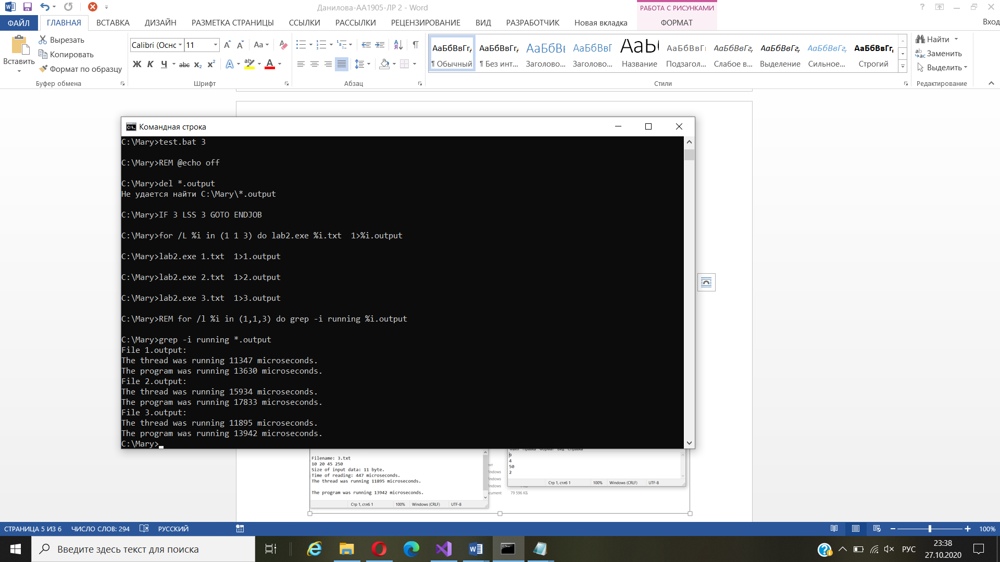 Данилова-АА1905-ЛР 2 - Word
РАБОТА С РИСУНКАМИ
ФАЙЛ ГЛАВНАЯ ВСТАВКА ДИЗАЙН РАЗМЕТКА СТРАНИЦЫ ССЫЛКИ РАССЫЛКИ РЕЦЕНЗИРОВАНИЕ ВИД РАЗРАБОТЧИК Новая вкладка ФОРМАТ Вход
Вставить
Вырезать
Копировать
Формат по образцу
Буфер обмена
Calibri (Оснс 11
Ж К Ч abc x₂ x²
Шрифт
Абзац
АаБбВвГг, АаБбВвГг, АаБбВв АаБбВвГ АаБб АаБбВвГг АаБбВвГг, АаБбВвГг, АаБбВвГг, АаБбВвГг,
¶ Обычный ¶ Без инт... Заголово... Заголово... Название Подзагол... Слабое в... Выделение Сильное... Строгий
Стили
Найти
Заменить
Выделить
Редактирование
Командная строка
C:\Mary>test.bat 3
C:\Mary>REM @echo off
C:\Mary>del *.output
Не удается найти C:\Mary\*.output
C:\Mary>IF 3 LSS 3 GOTO ENDJOB
C:\Mary>for /L %i in (1 1 3) do lab2.exe %i.txt  1>%i.output
C:\Mary>lab2.exe 1.txt  1>1.output
C:\Mary>lab2.exe 2.txt  1>2.output
C:\Mary>lab2.exe 3.txt  1>3.output
C:\Mary>REM for /l %i in (1,1,3) do grep -i running %i.output
C:\Mary>grep -i running *.output
File 1.output:
The thread was running 11347 microseconds.
The program was running 13630 microseconds.
File 2.output:
The thread was running 15934 microseconds.
The program was running 17833 microseconds.
File 3.output:
The thread was running 11895 microseconds.
The program was running 13942 microseconds.
C:\Mary>
Filename: 3.txt
10 20 45 250
Size of input data: 11 byte.
Time of reading: 447 microseconds.
The thread was running 11895 microseconds.
The program was running 13942 microseconds.
Стр 1, стлб 1 100% Windows (CRLF) UTF-8
9
4
50
2
Стр 1, стлб 1 100% Windows (CRLF) UTF-8
79 596 КБ
СТРАНИЦА 5 ИЗ 6 ЧИСЛО СЛОВ: 294 РУССКИЙ 100%
Введите здесь текст для поиска
РУС
23:38
27.10.2020